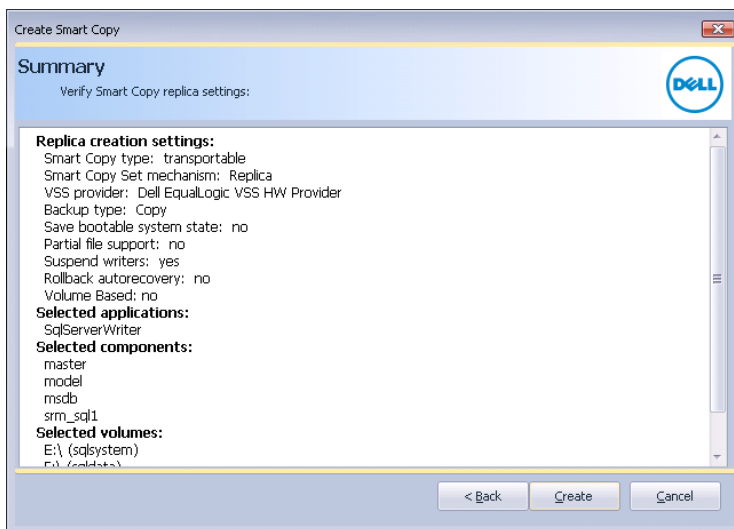 Create Smart Copy
Summary
Verify Smart Copy replica settings:
DELL
Replica creation settings:
Smart Copy type: transportable
Smart Copy Set mechanism: Replica
VSS provider: Dell EqualLogic VSS HW Provider
Backup type: Copy
Save bootable system state: no
Partial file support: no
Suspend writers: yes
Rollback autorecovery: no
Volume Based: no
Selected applications:
SqlServerWriter
Selected components:
master
model
msdb
srm_sql1
Selected volumes:
E:\ (sqlsystem)
F:\ (sqldata)
< Back
Create
Cancel